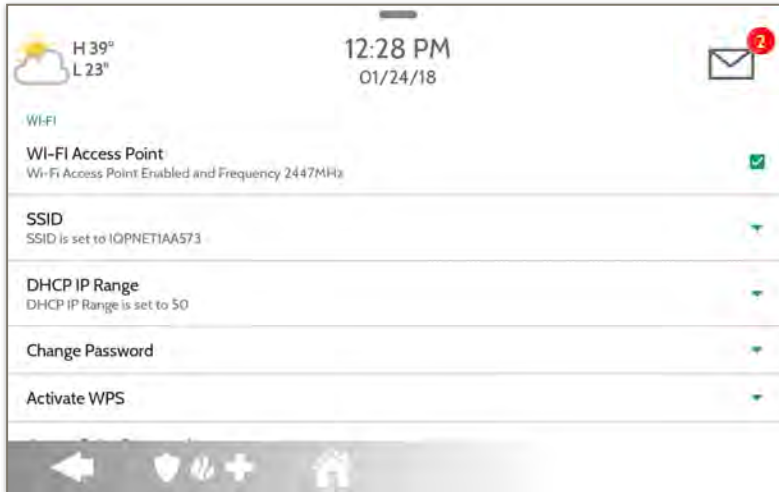 H 39°
L 23°
12:28 PM
01/24/18
2
WI-FI
WI-FI Access Point
Wi-Fi Access Point Enabled and Frequency 2447MHz
SSID
SSID is set to IQPNET1AA573
DHCP IP Range
DHCP IP Range is set to 50
Change Password
Activate WPS